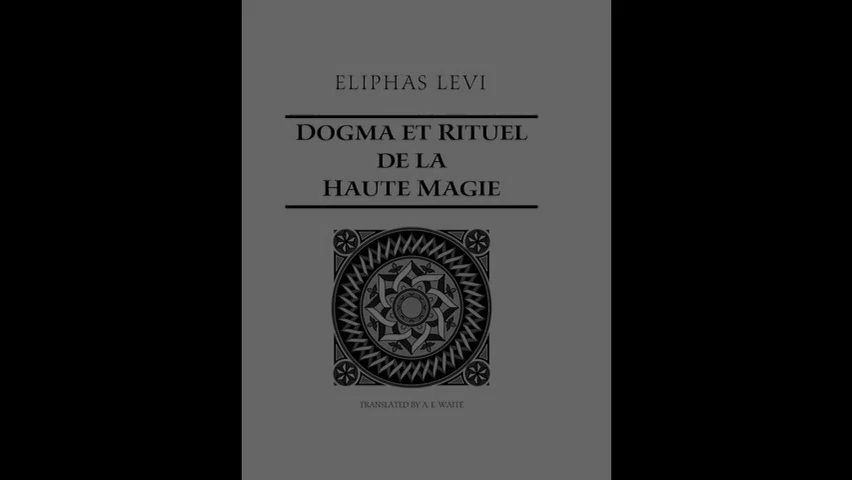 ELIPHAS LEVI
DOGMA ET RITUEL
DE LA
HAUTE MAGIE
TRANSLATED BY A. E. WAITE